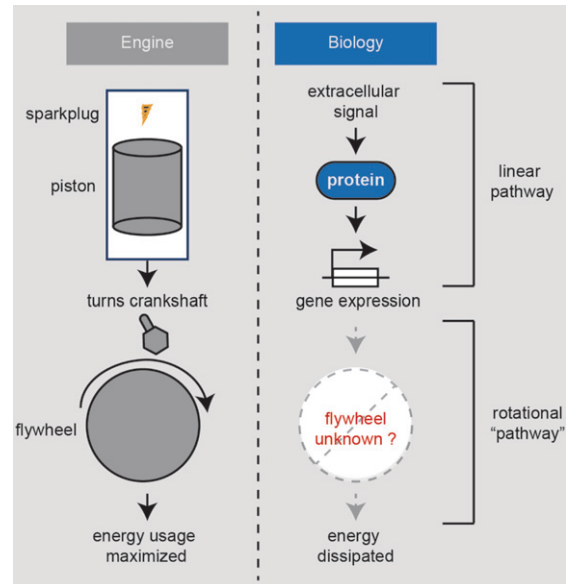 Engine
sparkplug
piston
turns crankshaft
flywheel
energy usage
maximized
Biology
extracellular
signal
protein
gene expression
flywheel
unknown ?
energy
dissipated
linear
pathway
rotational
"pathway"